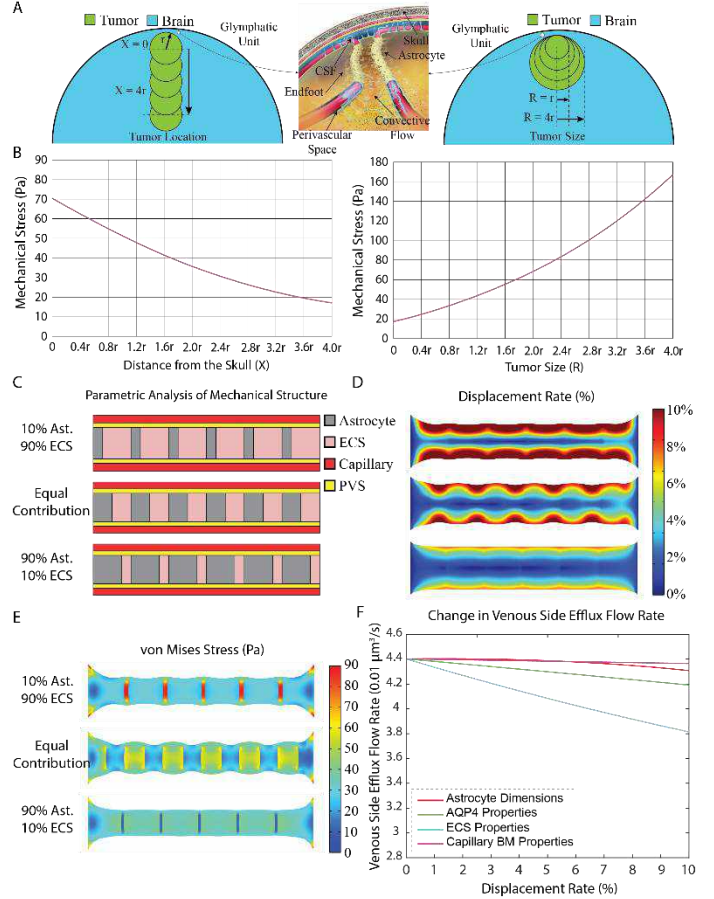 A
Tumor Brain
Glymphatic Unit
X = 0
r
X = 4r
Tumor Location
Skull
Astrocyte
CSF
Endfoot
Perivascular Space
Convective Flow
Glymphatic Unit
Tumor Brain
R = r
R = 4r
Tumor Size
B
Mechanical Stress (Pa)
90
80
70
60
50
40
30
20
10
0
0 0.4r 0.8r 1.2r 1.6r 2.0r 2.4r 2.8r 3.2r 3.6r 4.0r
Distance from the Skull (X)
Mechanical Stress (Pa)
180
160
140
120
100
80
60
40
20
0
0 0.4r 0.8r 1.2r 1.6r 2.0r 2.4r 2.8r 3.2r 3.6r 4.0r
Tumor Size (R)
C
Parametric Analysis of Mechanical Structure
10% Ast.
90% ECS
Equal
Contribution
90% Ast.
10% ECS
Astrocyte
ECS
Capillary
PVS
D
Displacement Rate (%)
10%
8%
6%
4%
2%
0%
E
von Mises Stress (Pa)
10% Ast.
90% ECS
Equal
Contribution
90% Ast.
10% ECS
90
80
70
60
50
40
30
20
10
0
F
Change in Venous Side Efflux Flow Rate
Venous Side Efflux Flow Rate (0.01 μm³/s)
4.6
4.4
4.2
4
3.8
3.6
3.4
3.2
3
2.8
Astrocyte Dimensions
AQP4 Properties
ECS Properties
Capillary BM Properties
0 1 2 3 4 5 6 7 8 9 10
Displacement Rate (%)